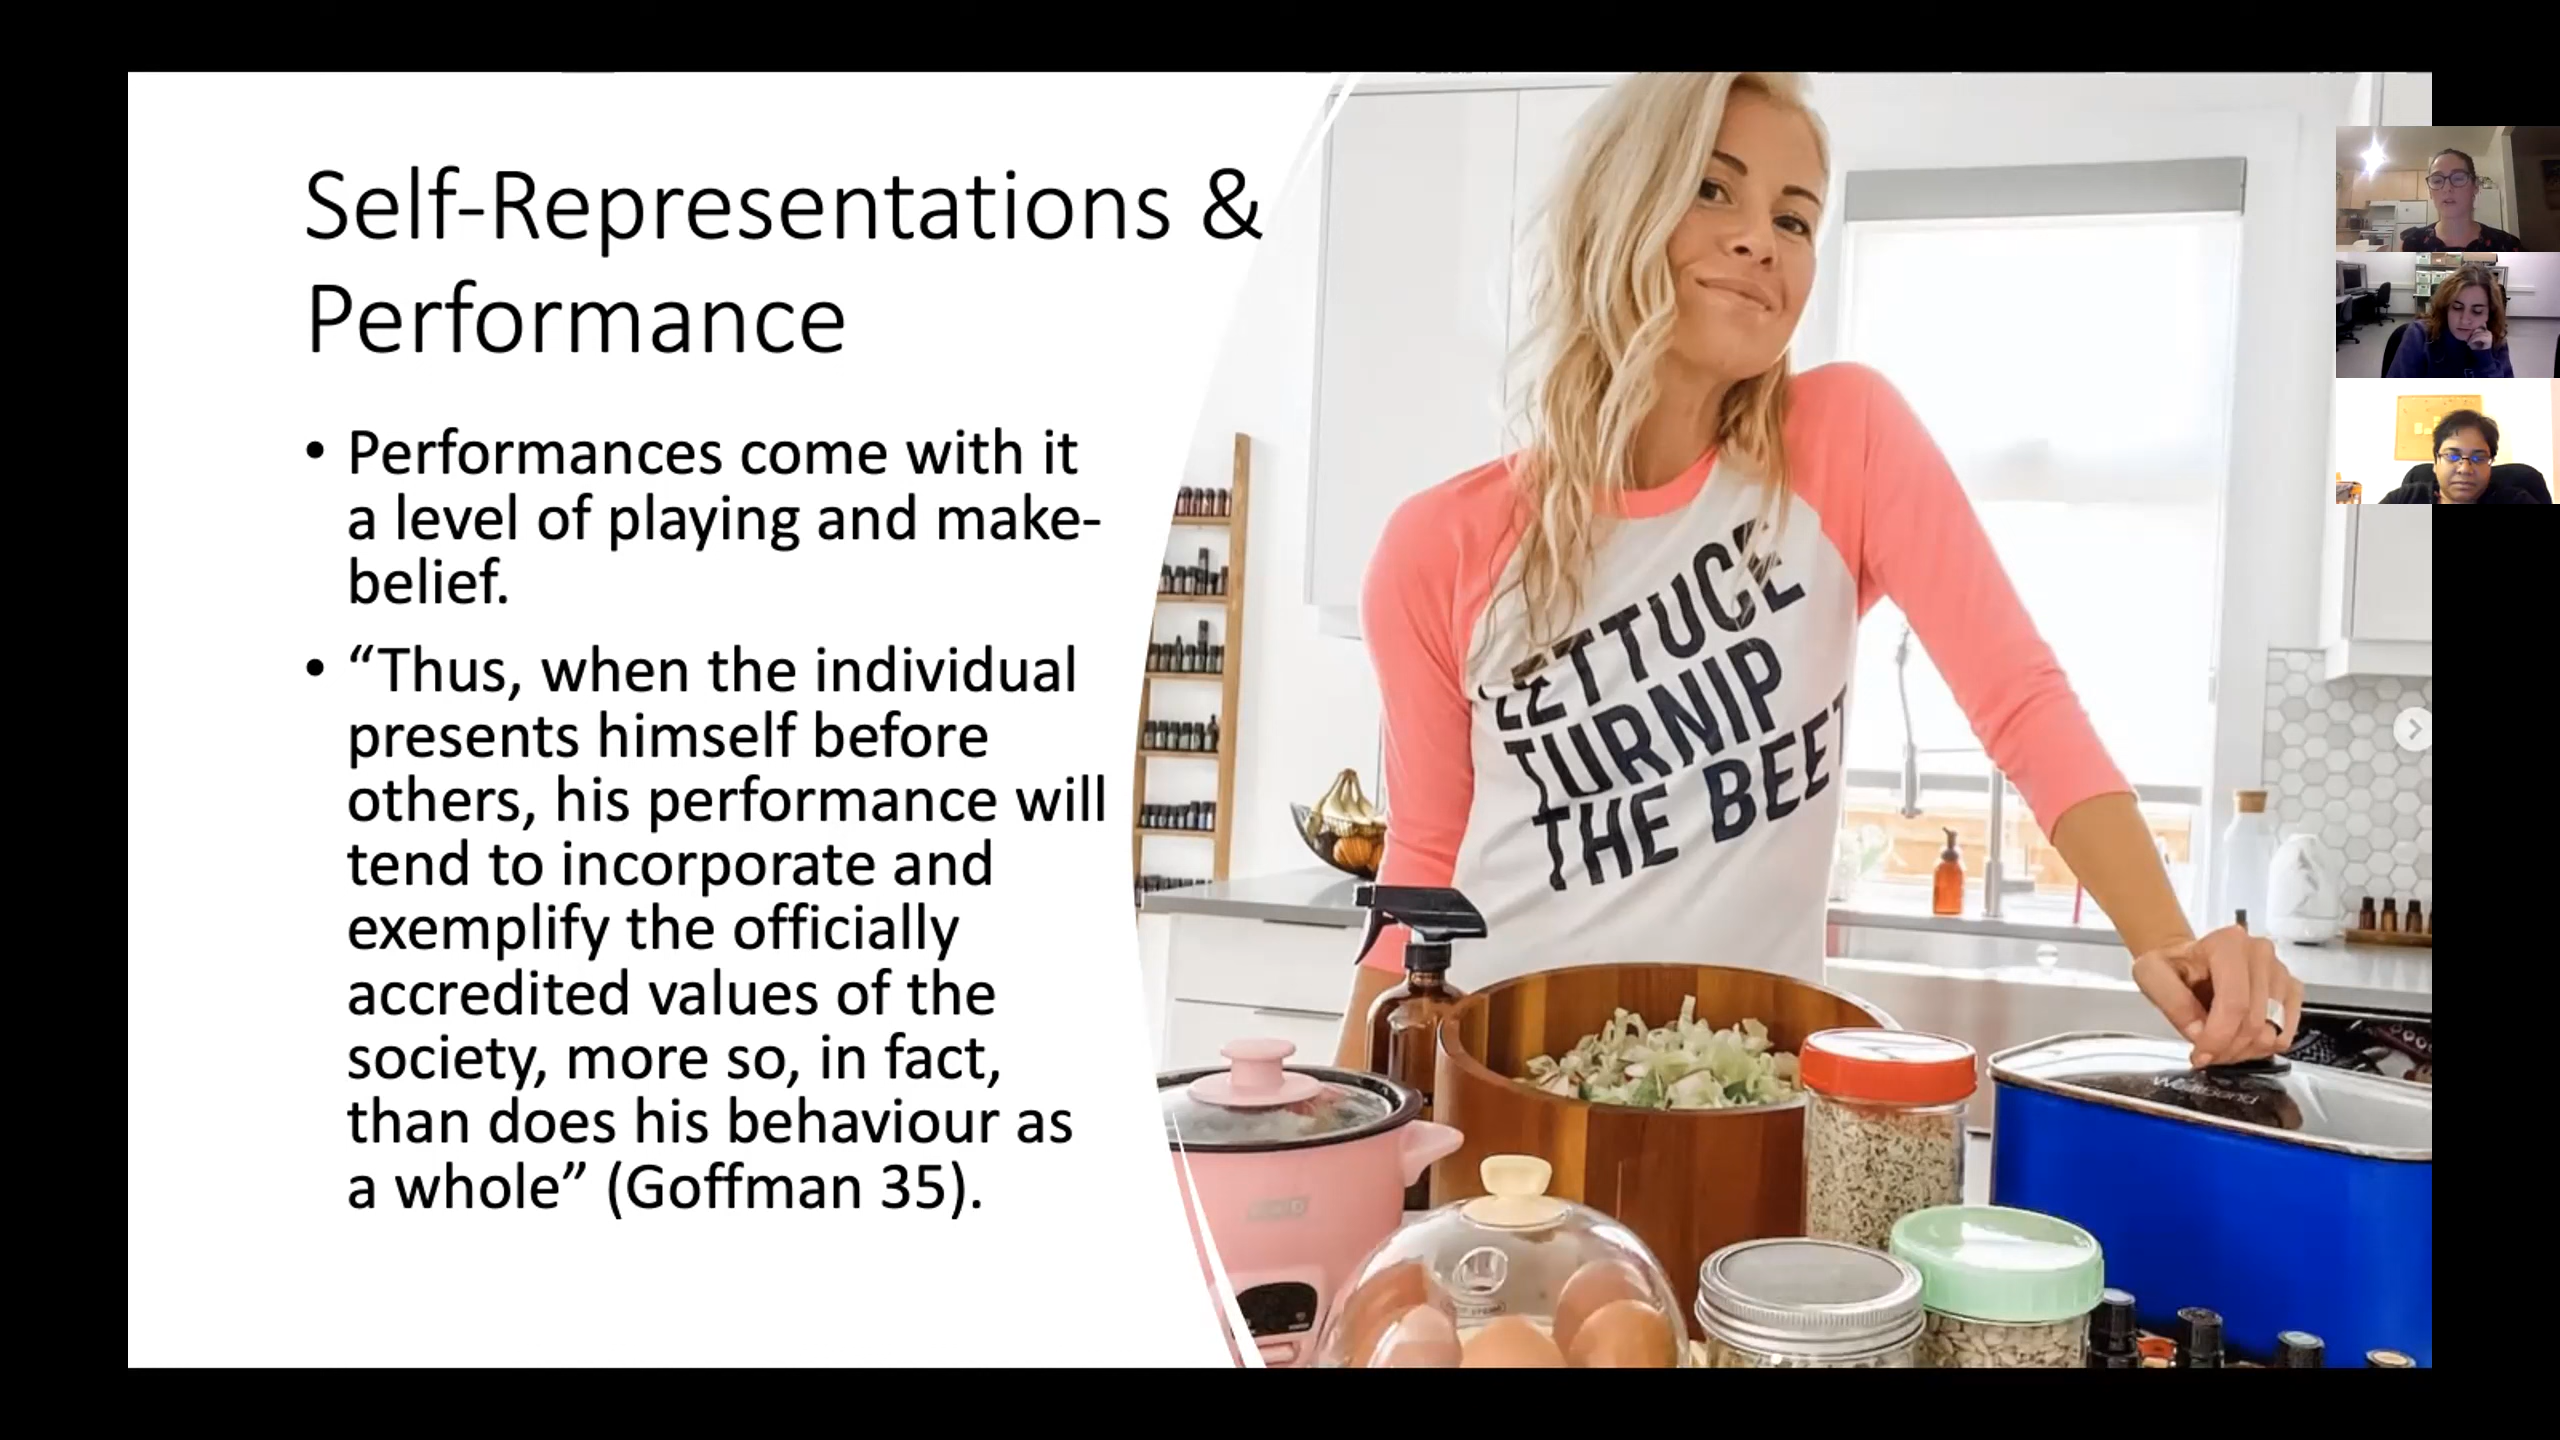 Self-Representations &
Performance
• Performances come with it
a level of playing and make-
belief.
• “Thus, when the individual
presents himself before
others, his performance will
tend to incorporate and
exemplify the officially
accredited values of the
society, more so, in fact,
than does his behaviour as
a whole” (Goffman 35).
LETTUCE
TURNIP
THE BEET